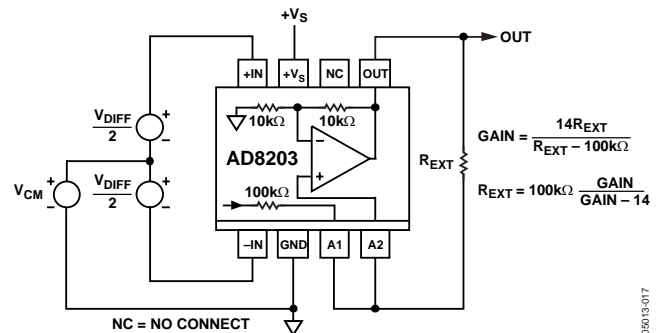 +VS
OUT
+IN
+VS
NC
OUT
10kΩ
10kΩ
VDIFF
2
AD8203
GAIN = 14REXT
REXT – 100kΩ
REXT
VCM
VDIFF
2
100kΩ
REXT = 100kΩ GAIN
GAIN – 14
–IN
GND
A1
A2
NC = NO CONNECT
05013-017